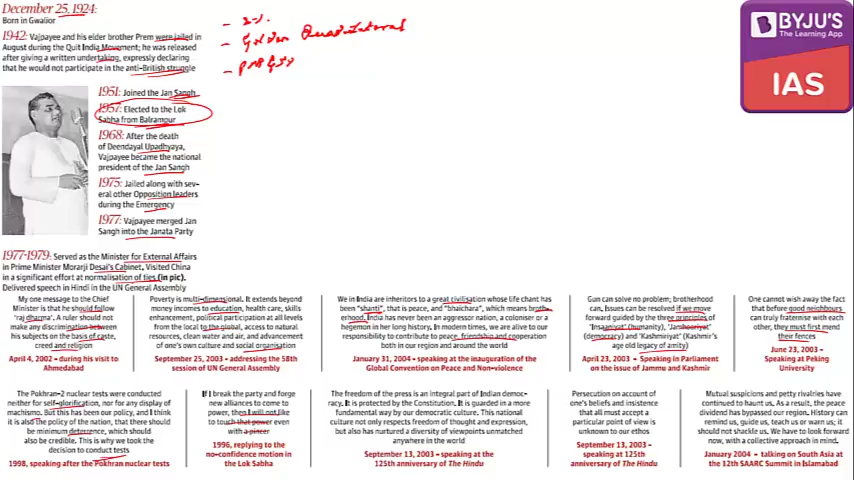 December 25, 1924:
Born in Gwalior
1942: Vajpayee and his elder brother Prem were jailed in
August during the Quit India Movement; he was released
after giving a written undertaking, expressly declaring
that he would not participate in the anti-British struggle
Golden Quadrilateral
BYJU'S
The Learning App
IAS
1951: Joined the Jan Sangh
1957: Elected to the Lok
Sabha from Balrampur
1968: After the death
of Deendayal Upadhyaya,
Vajpayee became the national
president of the Jan Sangh
1975: Jailed along with sev-
eral other Opposition leaders
during the Emergency
1977: Vajpayee merged Jan
Sangh into the Janata Party
1977-1979: Served as the Minister for External Affairs
in Prime Minister Morarji Desai's Cabinet, Visited China
in a significant effort at normalisation of ties (in pic).
Delivered speech in Hindi in the UN General Assembly
My one message to the Chief
Minister is that he should follow
'raj dharma'. A ruler should not
make any discrimination between
his subjects on the basis of caste,
creed and religion
April 4, 2002 - during his visit to
Ahmedabad
Poverty is multi-dimensional. It extends beyond
money incomes to education, health care, skills
enhancement, political participation at all levels
from the local to the global, access to natural
resources, clean water and air, and advancement
of one's own culture and social organisation
September 25, 2003 - addressing the 58th
session of UN General Assembly
We in India are inheritors to a great civilisation whose life chant has
been "shanti", that is peace, and "bhaichara", which means broth-
erhood. India has never been an aggressor nation, a coloniser or a
hegemon in her long history. In modern times, we are alive to our
responsibility to contribute to peace, friendship and cooperation
both in our region and around the world
January 31, 2004 - speaking at the inauguration of the
Global Convention on Peace and Non-violence
Gun can solve no problem; brotherhood
can. Issues can be resolved if we move
forward guided by the three principles of
'Insaniyat' (humanity), 'Jamhooriyat'
(democracy) and 'Kashmiriyat' (Kashmir's
age old legacy of amity)
April 23, 2003 - Speaking in Parliament
on the issue of Jammu and Kashmir
One cannot wish away the fact
that before good neighbours
can truly fraternise with each
other, they must first mend
their fences
June 23, 2003-
Speaking at Peking
University
The Pokhran-2 nuclear tests were conducted
neither for self-glorification, nor for any display of
machismo. But this has been our policy, and I think
it is also the policy of the nation, that there should
be minimum deterrence, which should
also be credible. This is why we took the
decision to conduct tests
1998, speaking after the Pokhran nuclear tests
If I break the party and forge
new alliances to come to
power, then I will not like
to touch that power even
with a pincer
1996, replying to the
no-confidence motion in
the Lok Sabha
The freedom of the press is an integral part of Indian democ-
racy. It is protected by the Constitution. It is guarded in a more
fundamental way by our democratic culture. This national
culture not only respects freedom of thought and expression,
but also has nurtured a diversity of viewpoints unmatched
anywhere in the world
September 13, 2003 - speaking at the
125th anniversary of The Hindu
Persecution on account of
one's beliefs and insistence
that all must accept a
particular point of view is
unknown to our ethos
September 13, 2003 -
speaking at 125th
anniversary of The Hindu
Mutual suspicions and petty rivalries have
continued to haunt us. As a result, the peace
dividend has bypassed our region. History can
remind us, guide us, teach us or warn us; it
should not shackle us. We have to look forward
now, with a collective approach in mind.
January 2004 - talking on South Asia at
the 12th SAARC Summit in Islamabad